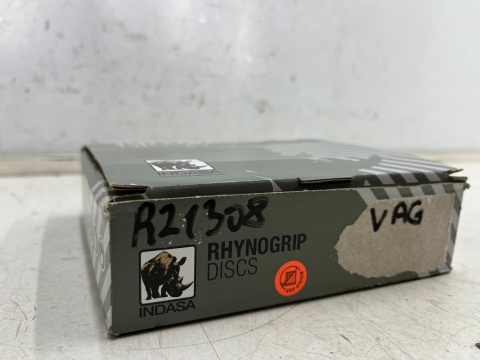 R21308
VAG
RHYNOGRIP
DISCS
INDASA